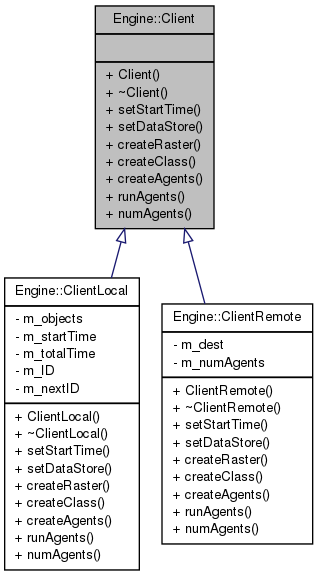 Engine::Client
+ Client()
+ ~Client()
+ setStartTime()
+ setDataStore()
+ createRaster()
+ createClass()
+ createAgents()
+ runAgents()
+ numAgents()
Engine::ClientLocal
- m_objects
- m_startTime
- m_totalTime
- m_ID
- m_nextID
+ ClientLocal()
+ ~ClientLocal()
+ setStartTime()
+ setDataStore()
+ createRaster()
+ createClass()
+ createAgents()
+ runAgents()
+ numAgents()
Engine::ClientRemote
- m_dest
- m_numAgents
+ ClientRemote()
+ ~ClientRemote()
+ setStartTime()
+ setDataStore()
+ createRaster()
+ createClass()
+ createAgents()
+ runAgents()
+ numAgents()